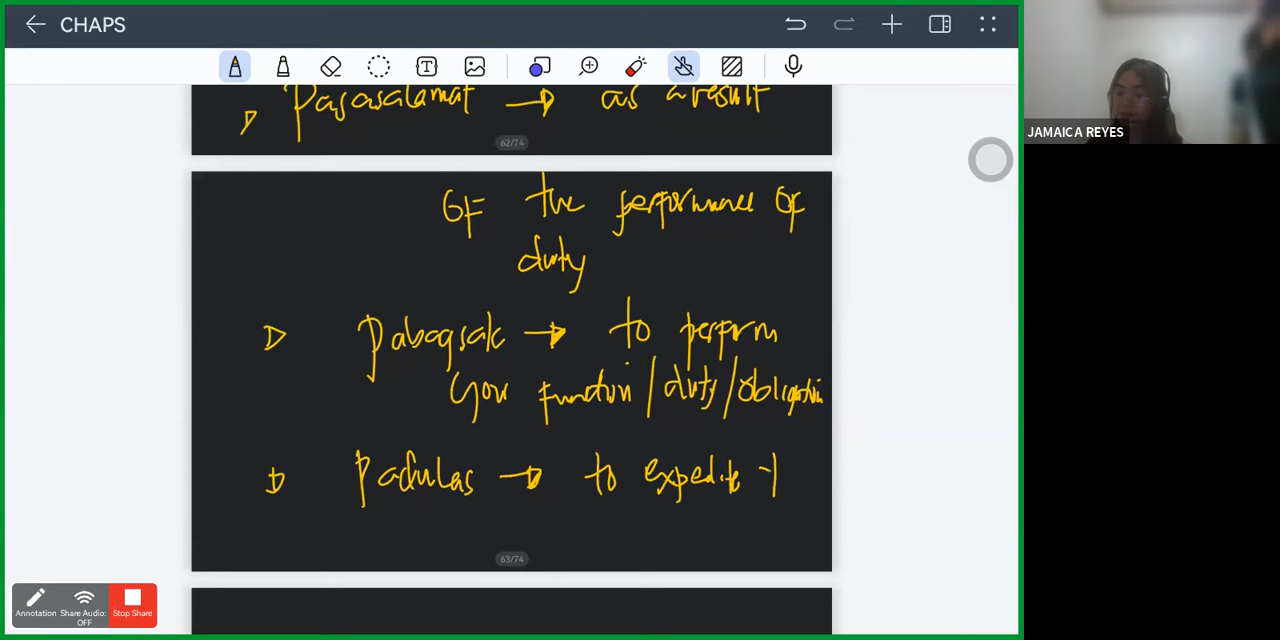 CHAPS
Pasasalamat → as a result
62/74
OF the performance OF
duty
Pabagsak → to perform
your function / duty / obligation
Padulas → to expedite
63/74
Annotation
Share Audio: OFF
Stop Share
JAMAICA REYES